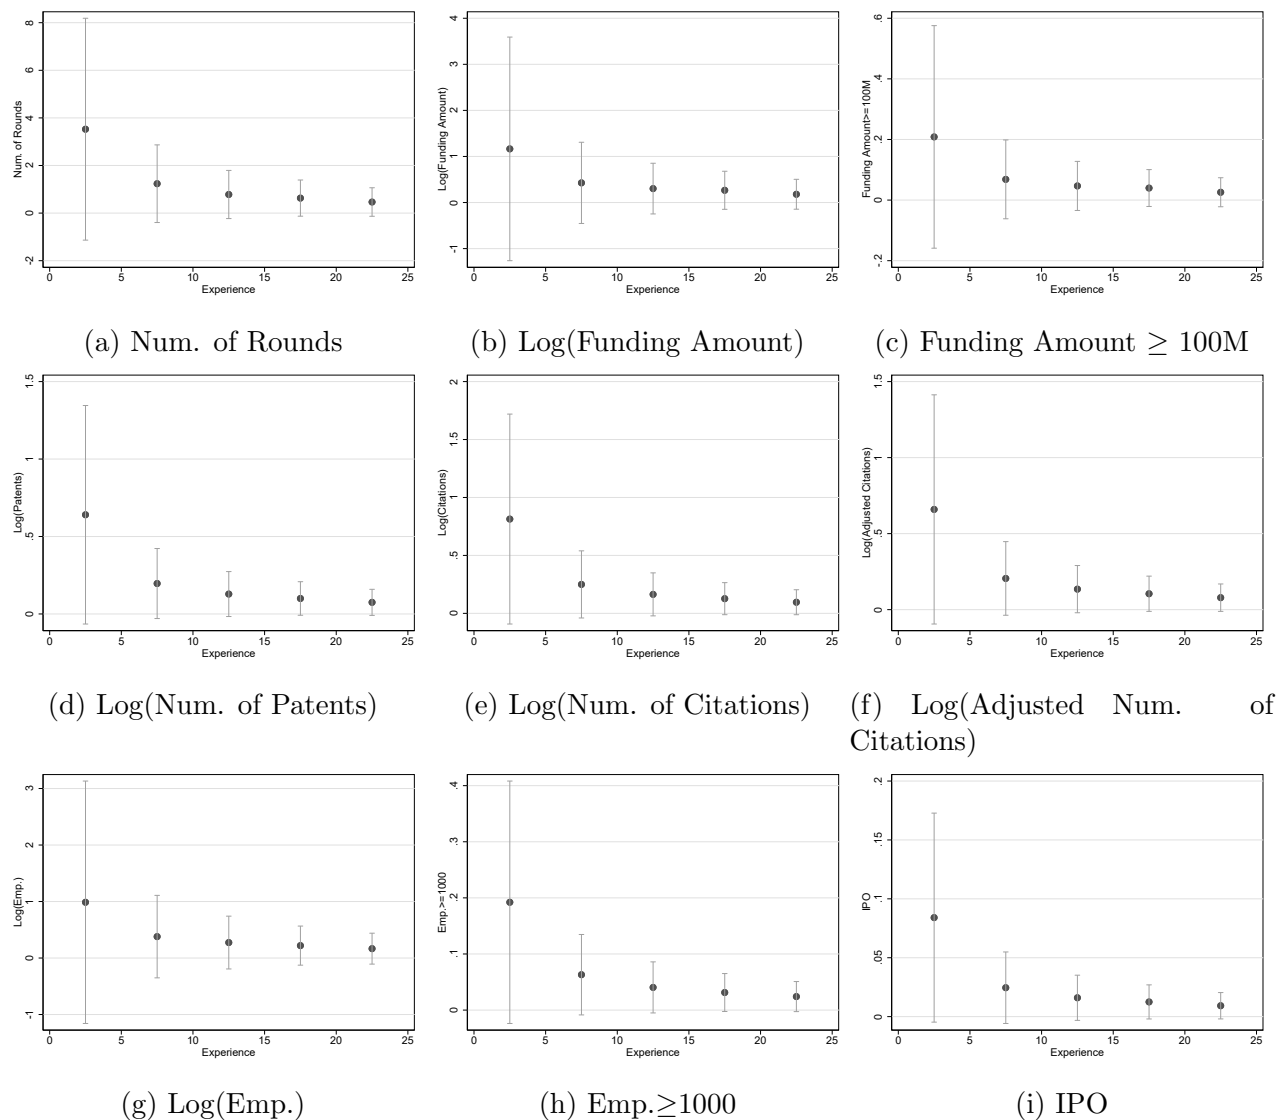 8
6
4
2
0
-2
Num. of Rounds
0 5 10 15 20 25
Experience
4
3
2
1
0
-1
Log(Funding Amount)
0 5 10 15 20 25
Experience
.6
.4
.2
0
-.2
Funding Amount>=100M
0 5 10 15 20 25
Experience
(a) Num. of Rounds
(b) Log(Funding Amount)
(c) Funding Amount ≥ 100M
1.5
1
.5
0
Log(Patents)
0 5 10 15 20 25
Experience
2
1.5
1
.5
0
Log(Citations)
0 5 10 15 20 25
Experience
1.5
1
.5
0
Log(Adjusted Citations)
0 5 10 15 20 25
Experience
(d) Log(Num. of Patents)
(e) Log(Num. of Citations)
(f) Log(Adjusted Num. of
Citations)
3
2
1
0
-1
Log(Emp.)
0 5 10 15 20 25
Experience
.4
.3
.2
.1
0
Emp.>=1000
0 5 10 15 20 25
Experience
.2
.15
.1
.05
0
IPO
0 5 10 15 20 25
Experience
(g) Log(Emp.)
(h) Emp.≥1000
(i) IPO